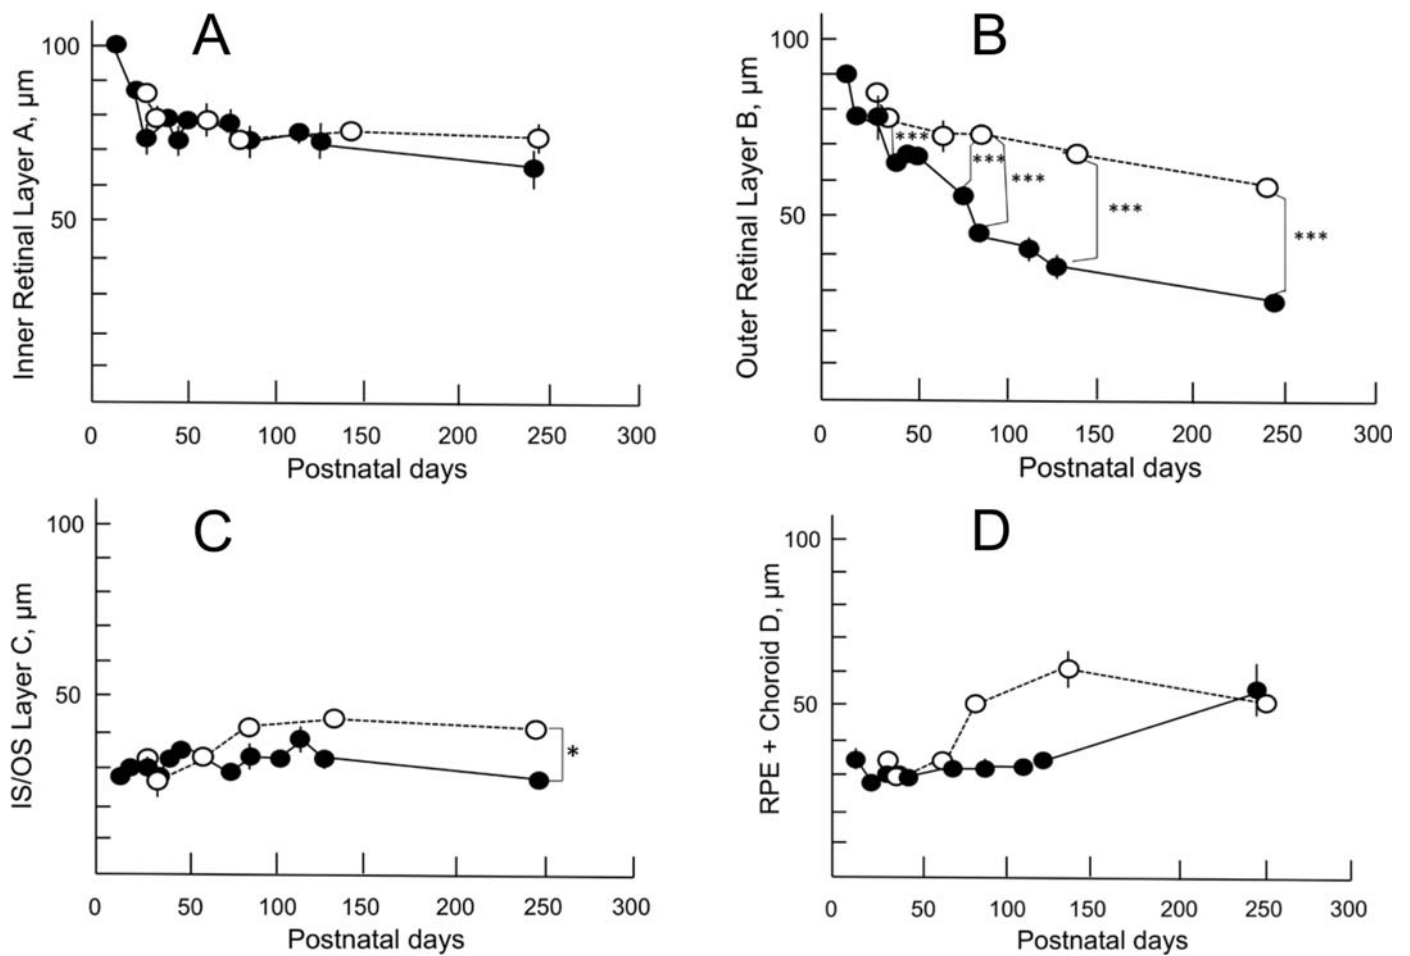 A
100
50
Inner Retinal Layer A, µm
0 50 100 150 200 250 300
Postnatal days
B
100
50
Outer Retinal Layer B, µm
***
***
***
***
***
0 50 100 150 200 250 300
Postnatal days
C
100
50
IS/OS Layer C, µm
*
0 50 100 150 200 250 300
Postnatal days
D
100
50
RPE + Choroid D, µm
0 50 100 150 200 250 300
Postnatal days